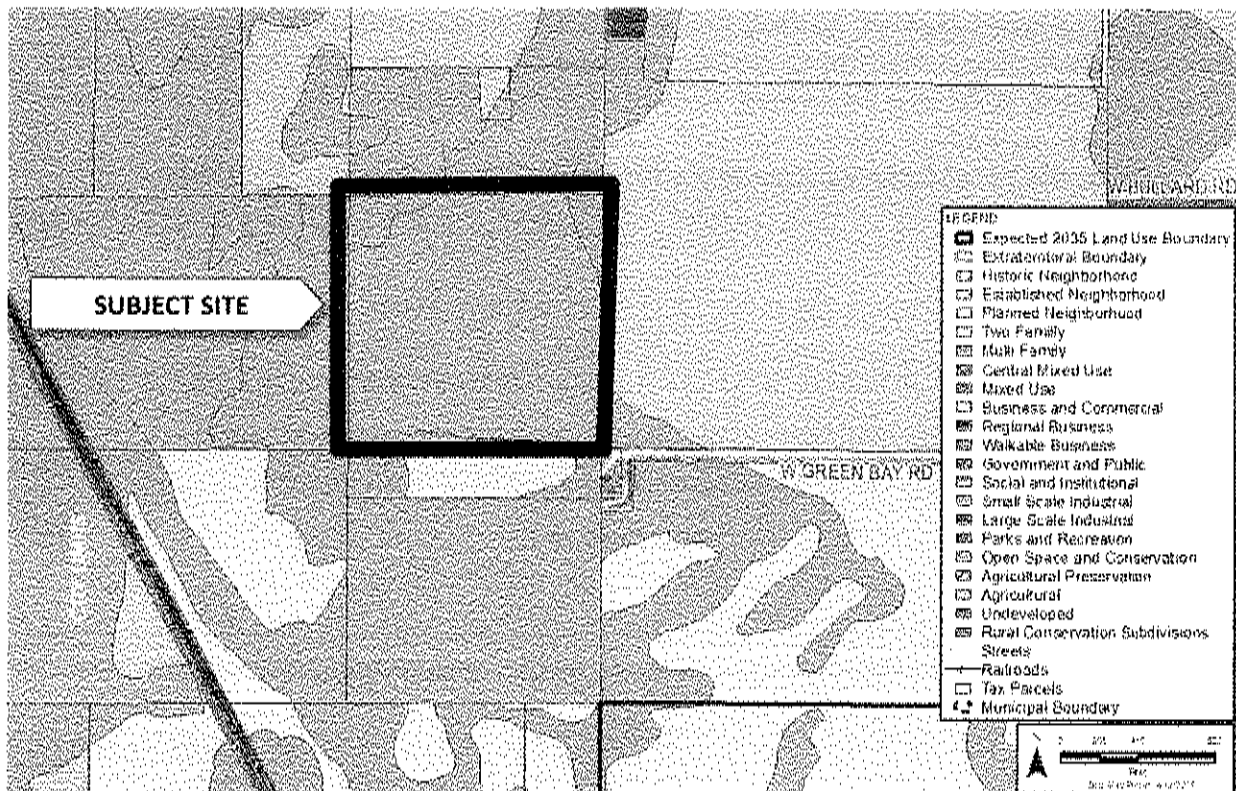 W BULLARD RD
SUBJECT SITE
W GREEN BAY RD
LEGEND
Expected 2035 Land Use Boundary
Extraterritorial Boundary
Historic Neighborhood
Established Neighborhood
Planned Neighborhood
Two Family
Multi Family
Central Mixed Use
Mixed Use
Business and Commercial
Regional Business
Walkable Business
Government and Public
Social and Institutional
Small Scale Industrial
Large Scale Industrial
Parks and Recreation
Open Space and Conservation
Agricultural Preservation
Agricultural
Undeveloped
Rural Conservation Subdivisions
Streets
Railroads
Tax Parcels
Municipal Boundary
0